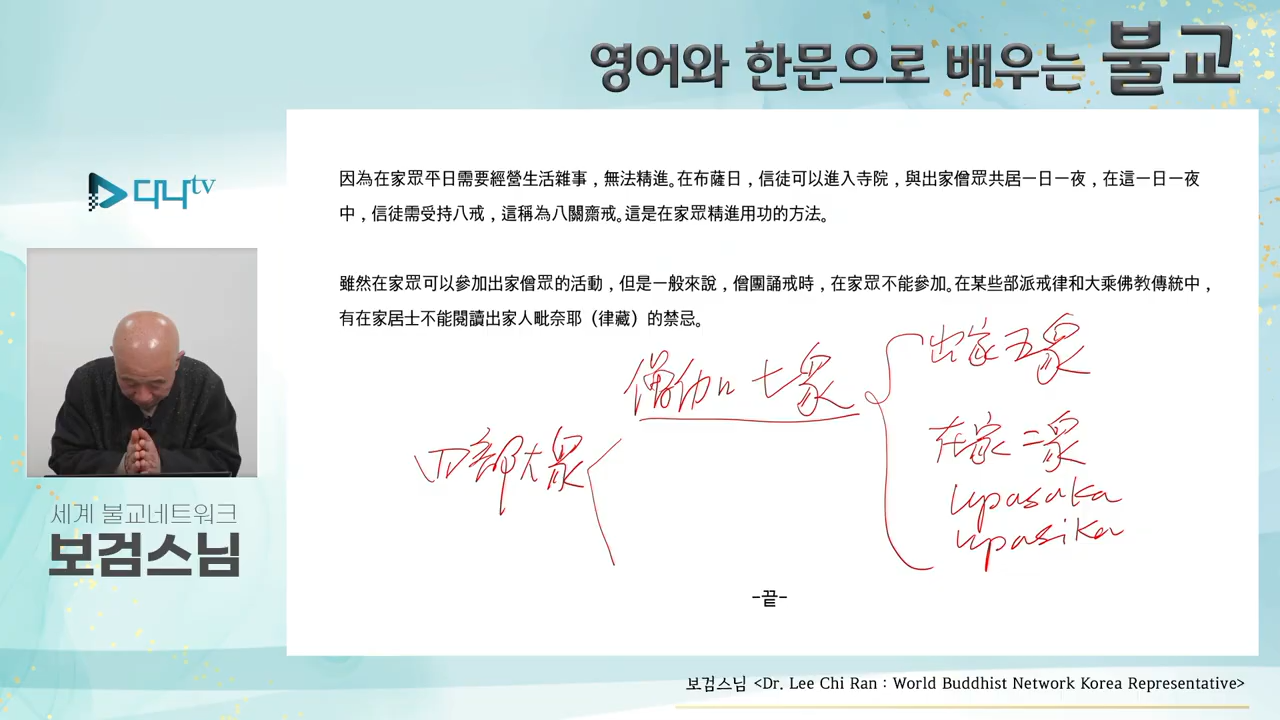 영어와 한문으로 배우는 불교
디나tv
因為在家眾平日需要經營生活雜事，無法精進。在布薩日，信徒可以進入寺院，與出家僧眾共居一日一夜，在這一日一夜
中，信徒需受持八戒，這稱為八關齋戒。這是在家眾精進用功的方法。
雖然在家眾可以參加出家僧眾的活動，但是一般來說，僧團誦戒時，在家眾不能參加。在某些部派戒律和大乘佛教傳統中，
有在家居士不能閱讀出家人毗奈耶（律藏）的禁忌。
僧伽 七眾
出家五眾
四部大眾
在家二眾
upasaka
upasika
-끝-
세계 불교네트워크
보검스님
보검스님 <Dr. Lee Chi Ran : World Buddhist Network Korea Representative>